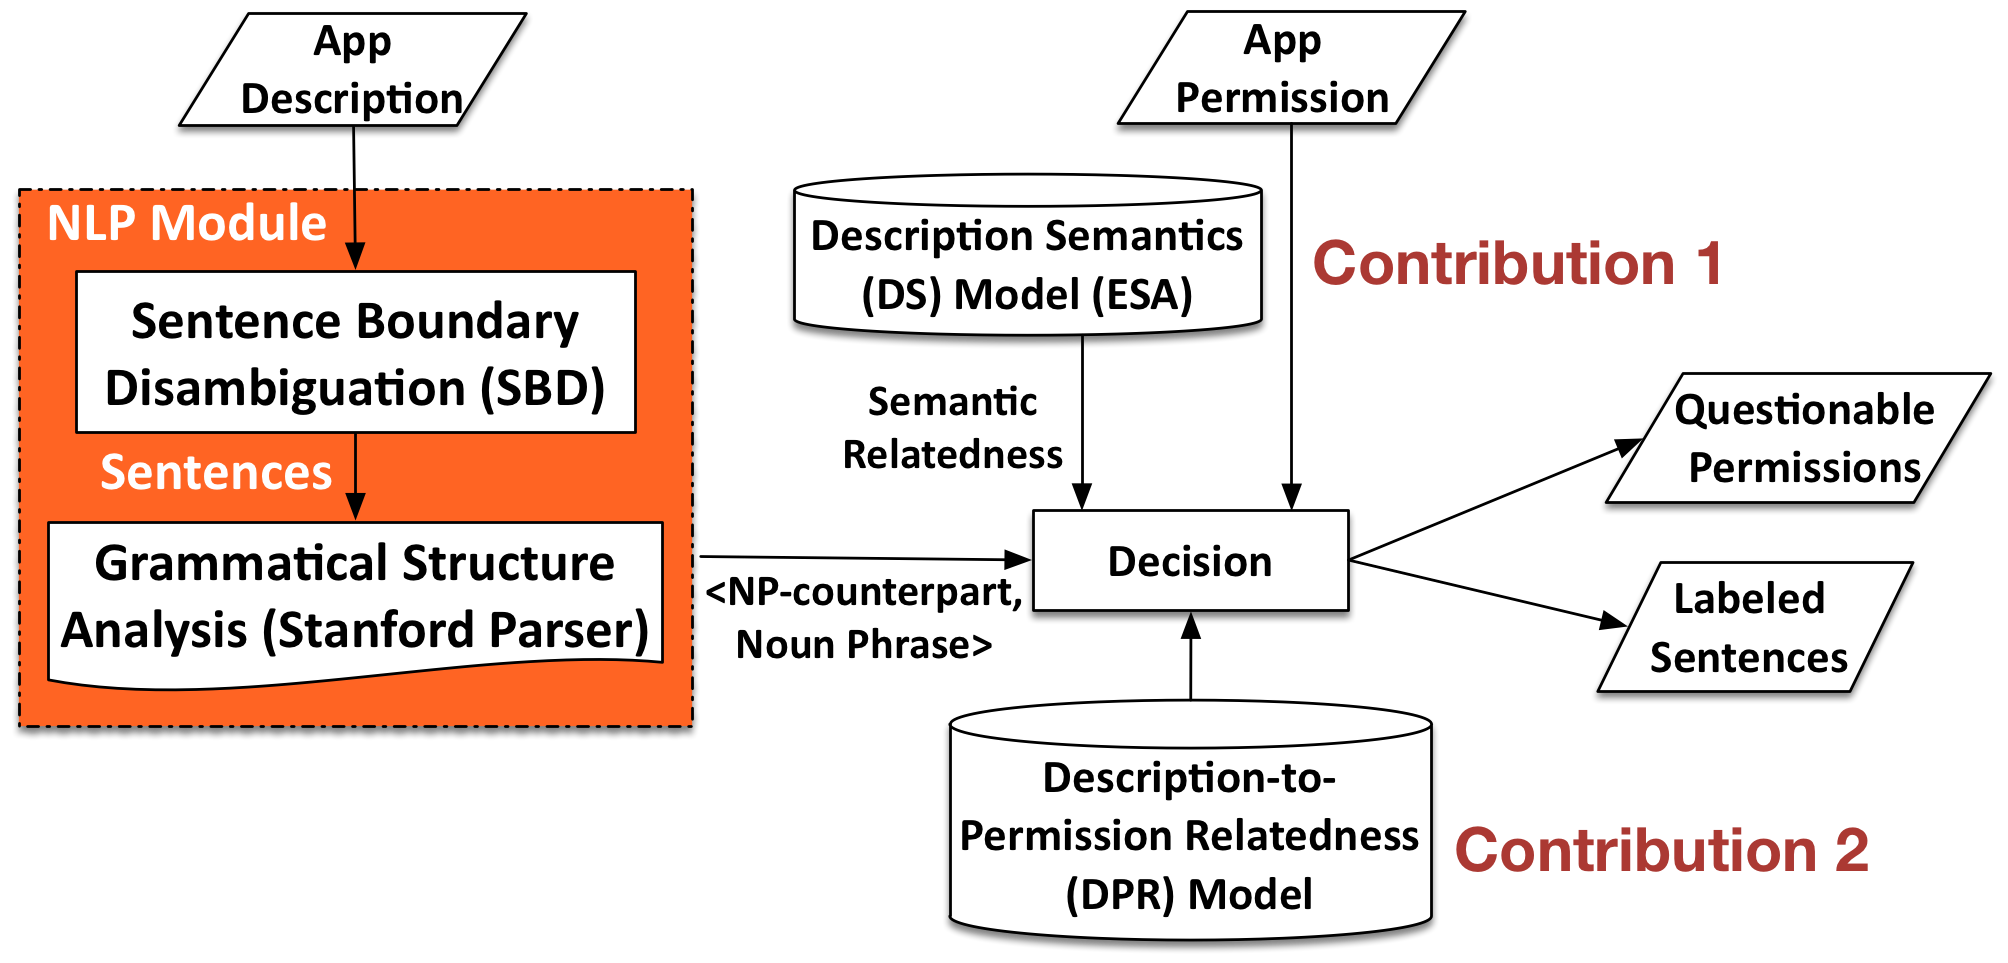 App
Description
App
Permission
NLP Module
Sentence Boundary
Disambiguation (SBD)
Sentences
Grammatical Structure
Analysis (Stanford Parser)
Description Semantics
(DS) Model (ESA)
Contribution 1
Semantic
Relatedness
<NP-counterpart,
Noun Phrase>
Decision
Questionable
Permissions
Labeled
Sentences
Description-to-
Permission Relatedness
(DPR) Model
Contribution 2